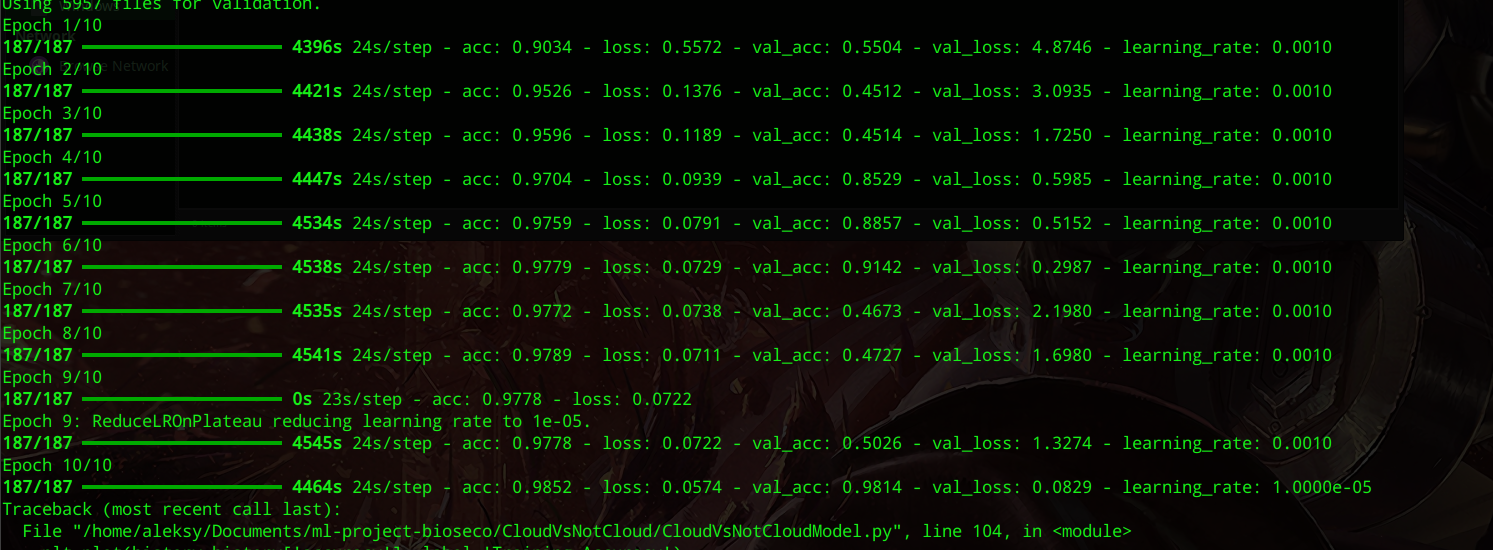 Using 5957 files for validation.
Epoch 1/10
187/187 ━━━━━━━━━━━━━━━━━━━━ 4396s 24s/step - acc: 0.9034 - loss: 0.5572 - val_acc: 0.5504 - val_loss: 4.8746 - learning_rate: 0.0010
Epoch 2/10
187/187 ━━━━━━━━━━━━━━━━━━━━ 4421s 24s/step - acc: 0.9526 - loss: 0.1376 - val_acc: 0.4512 - val_loss: 3.0935 - learning_rate: 0.0010
Epoch 3/10
187/187 ━━━━━━━━━━━━━━━━━━━━ 4438s 24s/step - acc: 0.9596 - loss: 0.1189 - val_acc: 0.4514 - val_loss: 1.7250 - learning_rate: 0.0010
Epoch 4/10
187/187 ━━━━━━━━━━━━━━━━━━━━ 4447s 24s/step - acc: 0.9704 - loss: 0.0939 - val_acc: 0.8529 - val_loss: 0.5985 - learning_rate: 0.0010
Epoch 5/10
187/187 ━━━━━━━━━━━━━━━━━━━━ 4534s 24s/step - acc: 0.9759 - loss: 0.0791 - val_acc: 0.8857 - val_loss: 0.5152 - learning_rate: 0.0010
Epoch 6/10
187/187 ━━━━━━━━━━━━━━━━━━━━ 4538s 24s/step - acc: 0.9779 - loss: 0.0729 - val_acc: 0.9142 - val_loss: 0.2987 - learning_rate: 0.0010
Epoch 7/10
187/187 ━━━━━━━━━━━━━━━━━━━━ 4535s 24s/step - acc: 0.9772 - loss: 0.0738 - val_acc: 0.4673 - val_loss: 2.1980 - learning_rate: 0.0010
Epoch 8/10
187/187 ━━━━━━━━━━━━━━━━━━━━ 4541s 24s/step - acc: 0.9789 - loss: 0.0711 - val_acc: 0.4727 - val_loss: 1.6980 - learning_rate: 0.0010
Epoch 9/10
187/187 ━━━━━━━━━━━━━━━━━━━━ 0s 23s/step - acc: 0.9778 - loss: 0.0722
Epoch 9: ReduceLROnPlateau reducing learning rate to 1e-05.
187/187 ━━━━━━━━━━━━━━━━━━━━ 4545s 24s/step - acc: 0.9778 - loss: 0.0722 - val_acc: 0.5026 - val_loss: 1.3274 - learning_rate: 0.0010
Epoch 10/10
187/187 ━━━━━━━━━━━━━━━━━━━━ 4464s 24s/step - acc: 0.9852 - loss: 0.0574 - val_acc: 0.9814 - val_loss: 0.0829 - learning_rate: 1.0000e-05
Traceback (most recent call last):
File "/home/aleksy/Documents/ml-project-bioseco/CloudVsNotCloud/CloudVsNotCloudModel.py", line 104, in <module>